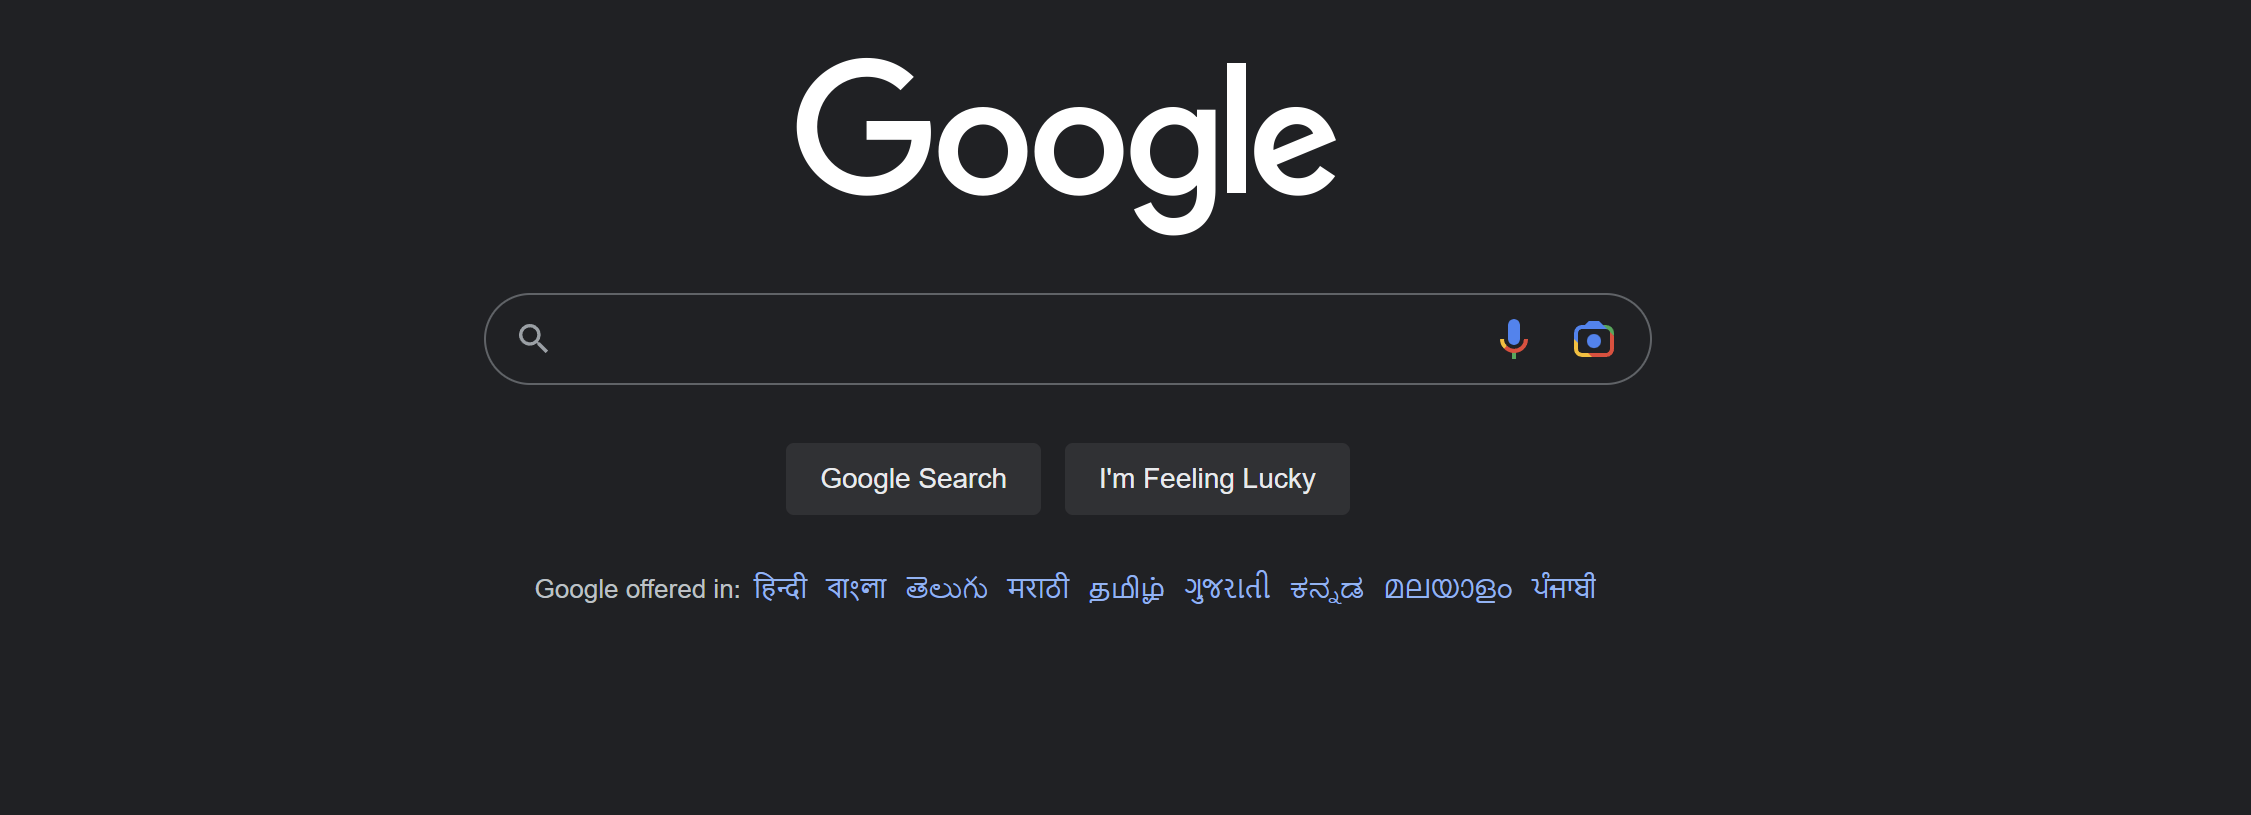 Google
Google Search
I'm Feeling Lucky
Google offered in: हिन्दी বাংলা తెలుగు मराठी தமிழ் ગુજરાતી ಕನ್ನಡ മലയാളം ਪੰਜਾਬੀ